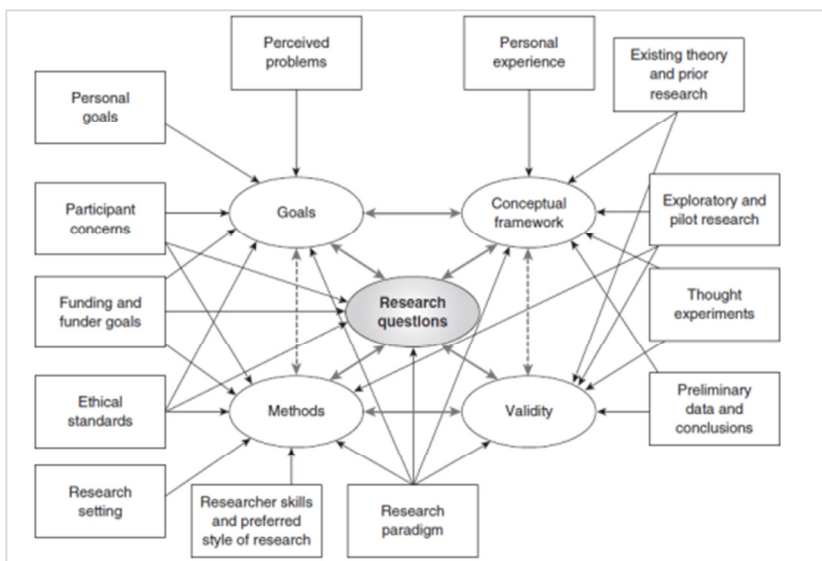 Perceived
problems
Personal
experience
Existing theory
and prior
research
Personal
goals
Participant
concerns
Goals
Conceptual
framework
Exploratory and
pilot research
Funding and
funder goals
Research
questions
Thought
experiments
Ethical
standards
Methods
Validity
Preliminary
data and
conclusions
Research
setting
Researcher skills
and preferred
style of research
Research
paradigm